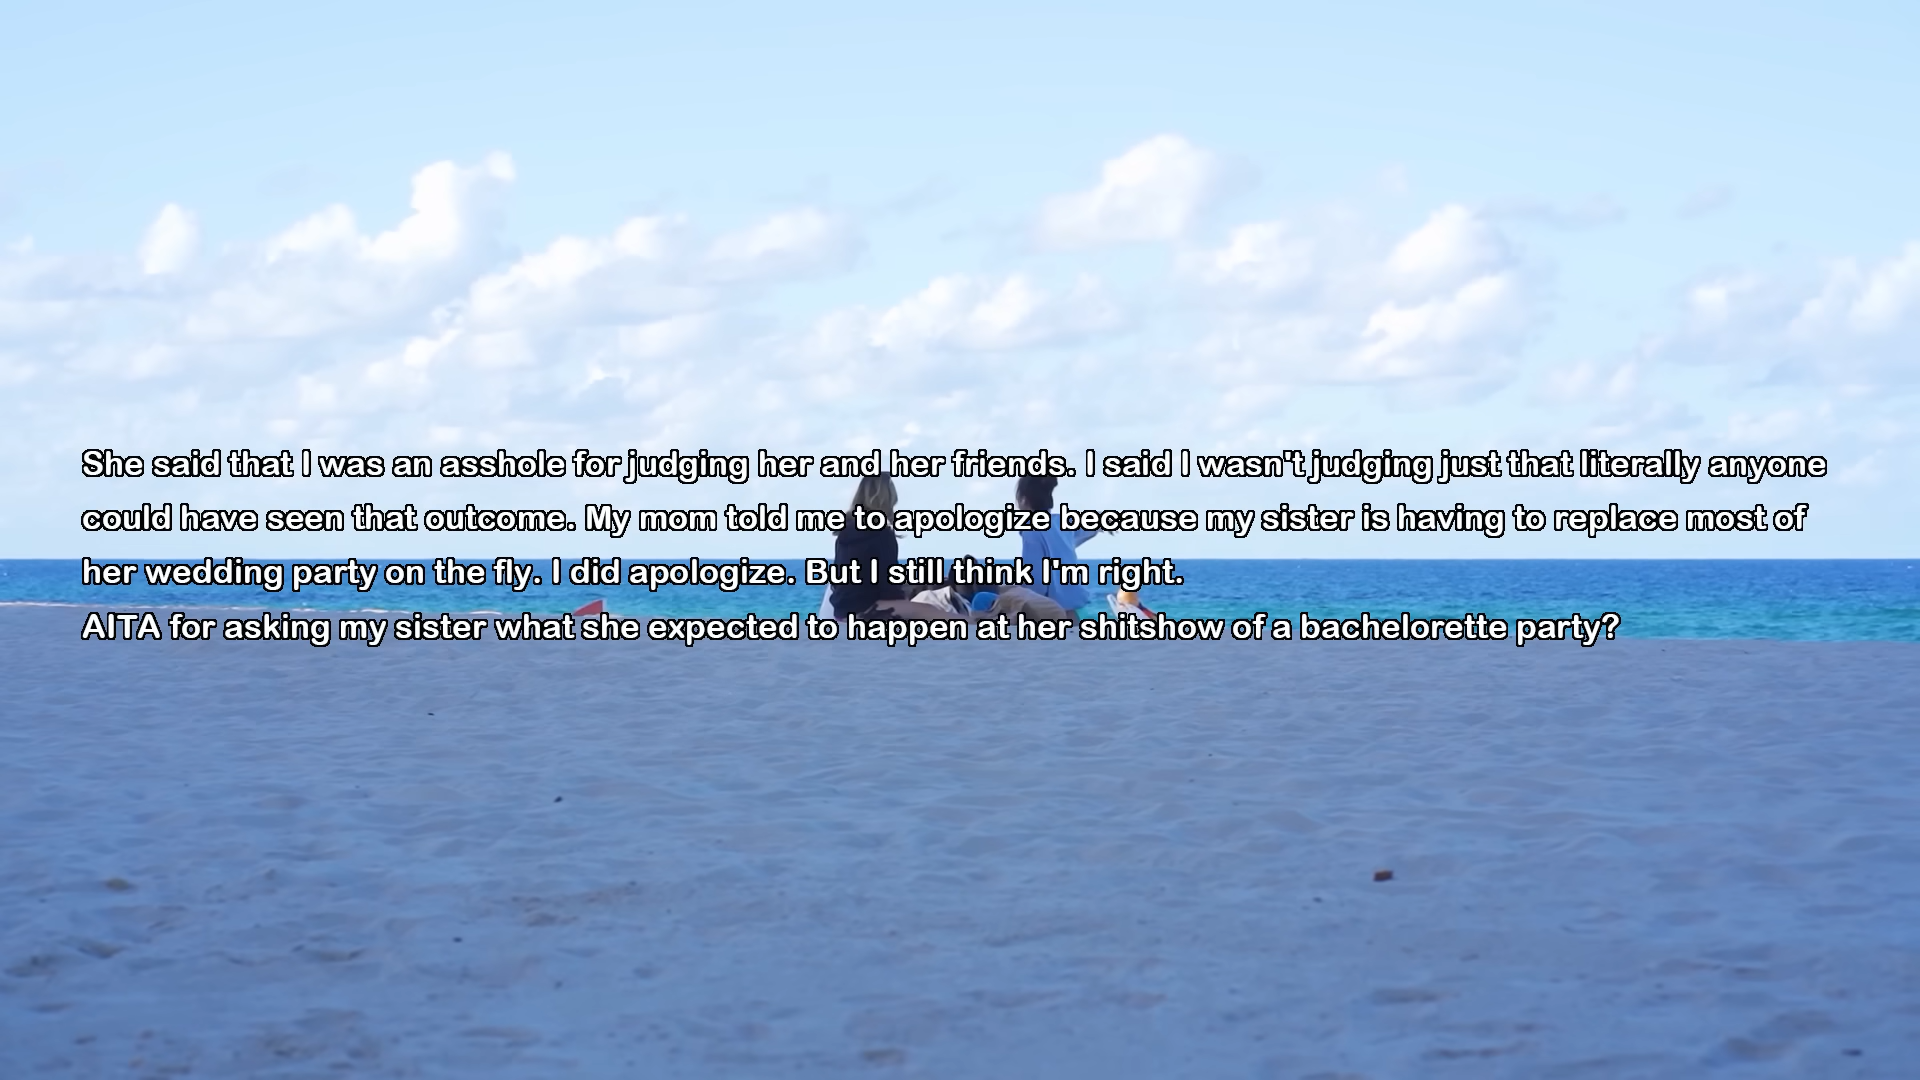 She said that I was an asshole for judging her and her friends. I said I wasn't judging just that literally anyone
could have seen that outcome. My mom told me to apologize because my sister is having to replace most of
her wedding party on the fly. I did apologize. But I still think I'm right.
AITA for asking my sister what she expected to happen at her shitshow of a bachelorette party?